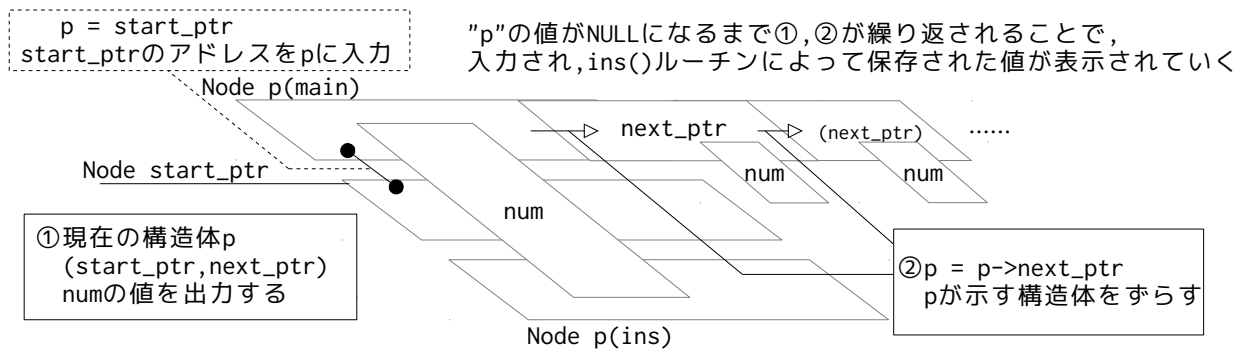 p = start_ptr
start_ptrのアドレスをpに入力
"p"の値がNULLになるまで①,②が繰り返されることで,
入力され,ins()ルーチンによって保存された値が表示されていく
Node p(main)
next_ptr
(next_ptr)
……
Node start_ptr
num
num
num
①現在の構造体p
(start_ptr,next_ptr)
numの値を出力する
②p = p->next_ptr
pが示す構造体をずらす
Node p(ins)